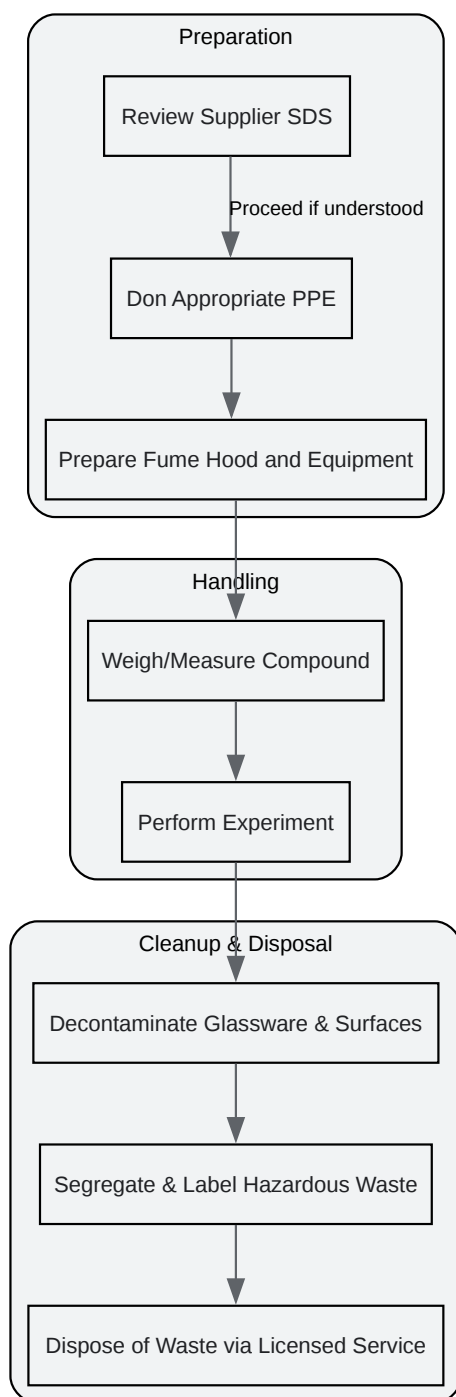 Preparation
Review Supplier SDS
Proceed if understood
Don Appropriate PPE
Prepare Fume Hood and Equipment
Handling
Weigh/Measure Compound
Perform Experiment
Cleanup & Disposal
Decontaminate Glassware & Surfaces
Segregate & Label Hazardous Waste
Dispose of Waste via Licensed Service